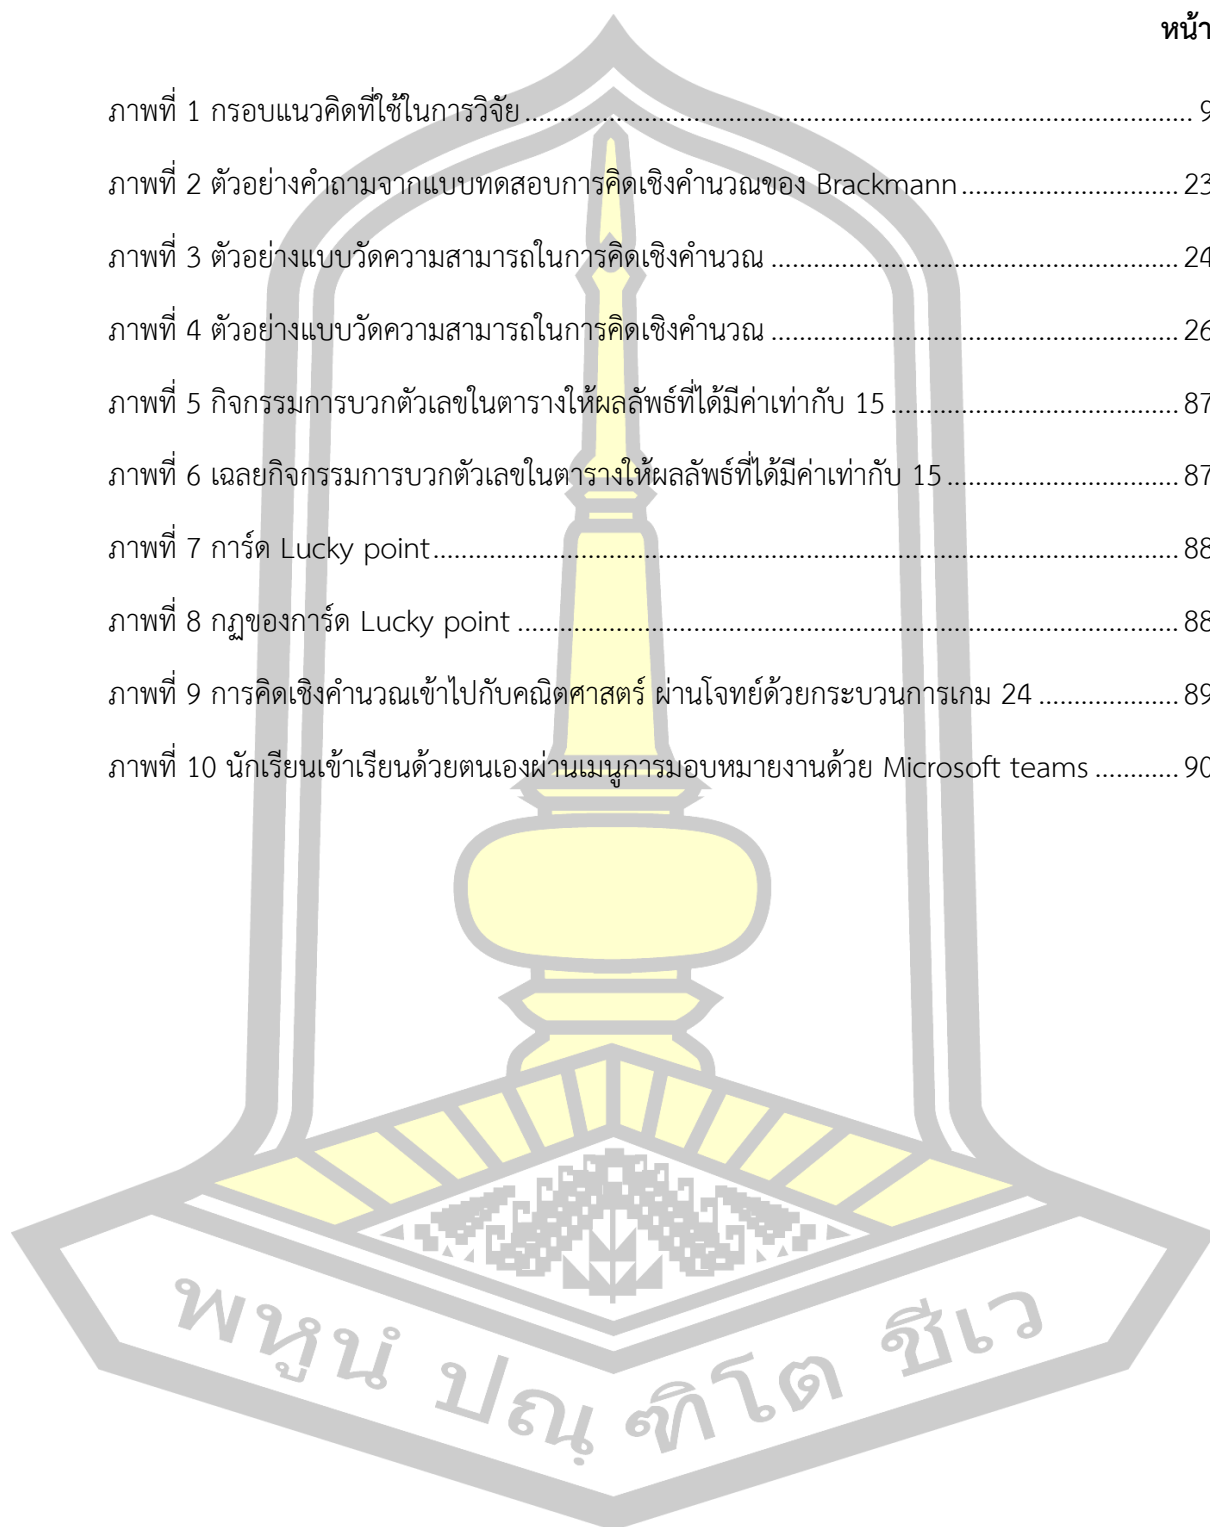 หน้า
ภาพที่ 1 กรอบแนวคิดที่ใช้ในการวิจัย ........................................................................................................ 9
ภาพที่ 2 ตัวอย่างคำถามจากแบบทดสอบการคิดเชิงคำนวณของ Brackmann .................................. 23
ภาพที่ 3 ตัวอย่างแบบวัดความสามารถในการคิดเชิงคำนวณ ................................................................ 24
ภาพที่ 4 ตัวอย่างแบบวัดความสามารถในการคิดเชิงคำนวณ ................................................................ 26
ภาพที่ 5 กิจกรรมการบวกตัวเลขในตารางให้ผลลัพธ์ที่ได้มีค่าเท่ากับ 15 ............................................. 87
ภาพที่ 6 เฉลยกิจกรรมการบวกตัวเลขในตารางให้ผลลัพธ์ที่ได้มีค่าเท่ากับ 15 .................................... 87
ภาพที่ 7 การ์ด Lucky point ..................................................................................................................... 88
ภาพที่ 8 กฏของการ์ด Lucky point ....................................................................................................... 88
ภาพที่ 9 การคิดเชิงคำนวณเข้าไปกับคณิตศาสตร์ ผ่านโจทย์ด้วยกระบวนการเกม 24 ...................... 89
ภาพที่ 10 นักเรียนเข้าเรียนด้วยตนเองผ่านเมนูการมอบหมายงานด้วย Microsoft teams ............ 90
พหูนํ ปณฺฑิโต ชีเว